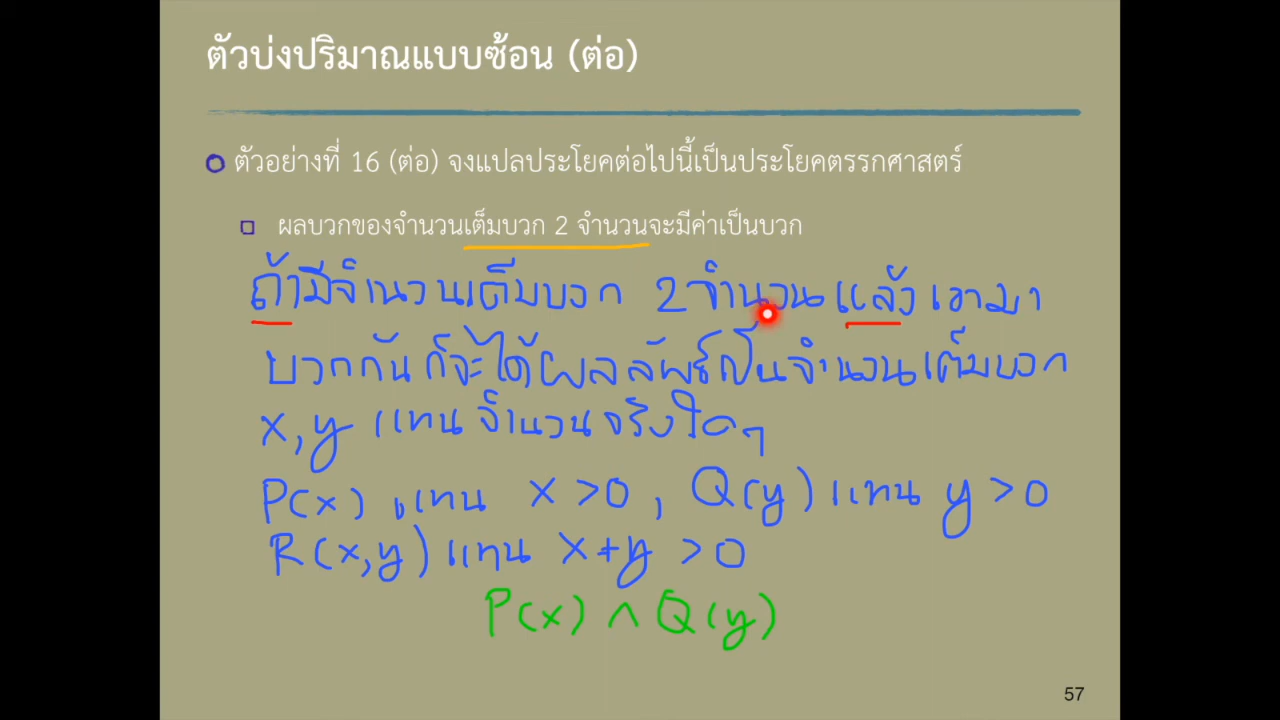 ตัวบ่งปริมาณแบบซ้อน (ต่อ)
ตัวอย่างที่ 16 (ต่อ) จงแปลประโยคต่อไปนี้เป็นประโยคตรรกศาสตร์
ผลบวกของจำนวนเต็มบวก 2 จำนวนจะมีค่าเป็นบวก
ถ้ามีจำนวนเต็มบวก 2 จำนวนแล้วเอามา
บวกกันก็จะได้ผลลัพธ์เป็นจำนวนเต็มบวก
x, y แทนจำนวนจริงใดๆ
P(x) แทน x > 0, Q(y) แทน y > 0
R(x,y) แทน x + y > 0
P(x) ∧ Q(y)
57